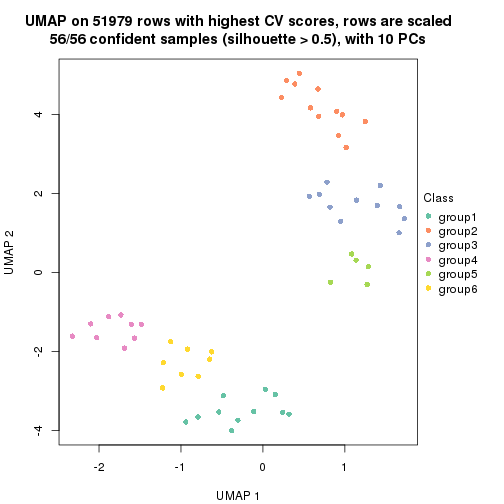 UMAP on 51979 rows with highest CV scores, rows are scaled
56/56 confident samples (silhouette > 0.5), with 10 PCs
4
2
0
-2
-4
UMAP 2
-2
-1
0
1
UMAP 1
Class
group1
group2
group3
group4
group5
group6